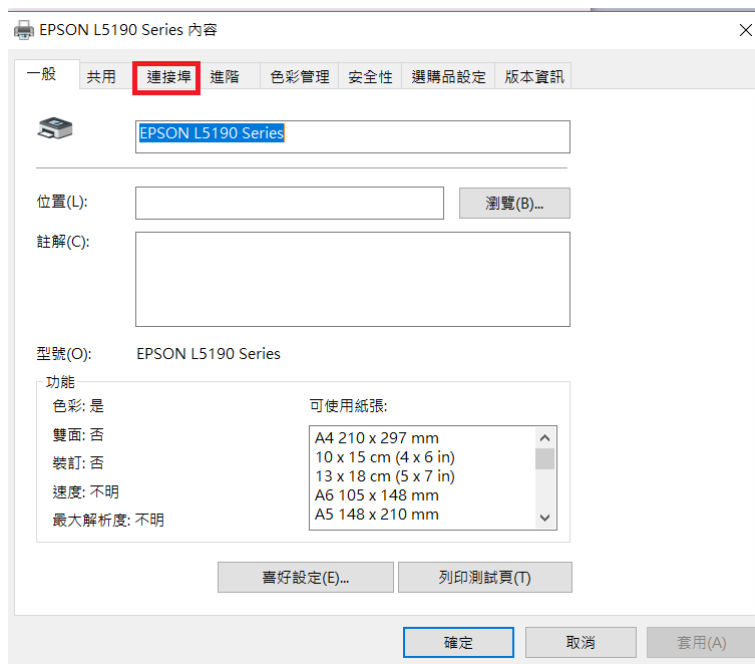 EPSON L5190 Series 內容
一般 共用 連接埠 進階 色彩管理 安全性 選購品設定 版本資訊
EPSON L5190 Series
位置(L): 瀏覽(B)...
註解(C):
型號(O): EPSON L5190 Series
功能
色彩: 是
雙面: 否
裝訂: 否
速度: 不明
最大解析度: 不明
可使用紙張:
A4 210 x 297 mm
10 x 15 cm (4 x 6 in)
13 x 18 cm (5 x 7 in)
A6 105 x 148 mm
A5 148 x 210 mm
喜好設定(E)... 列印測試頁(T)
確定 取消 套用(A)